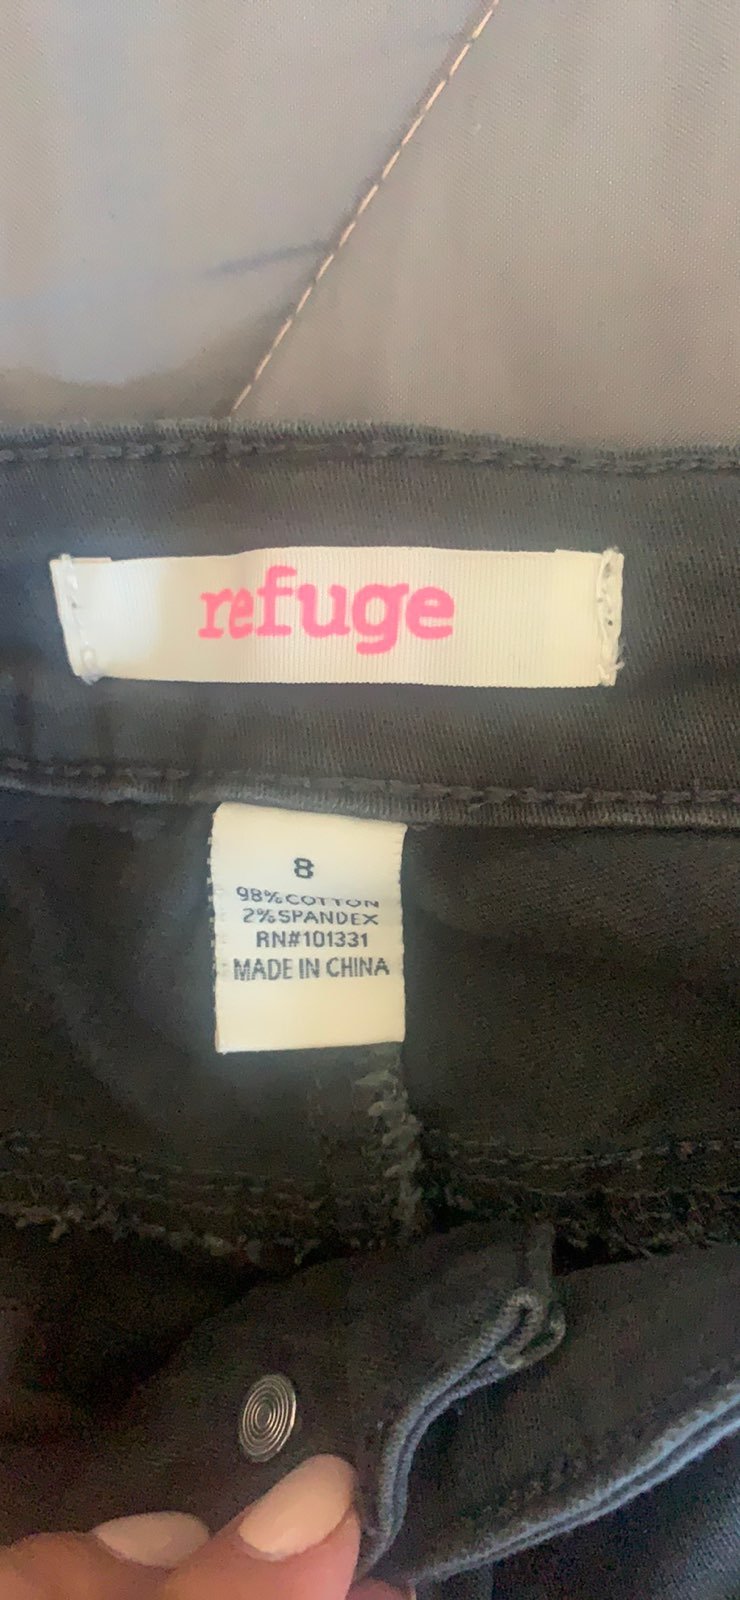 refuge
8
98%COTTON
2%SPANDEX
RN#101331
MADE IN CHINA